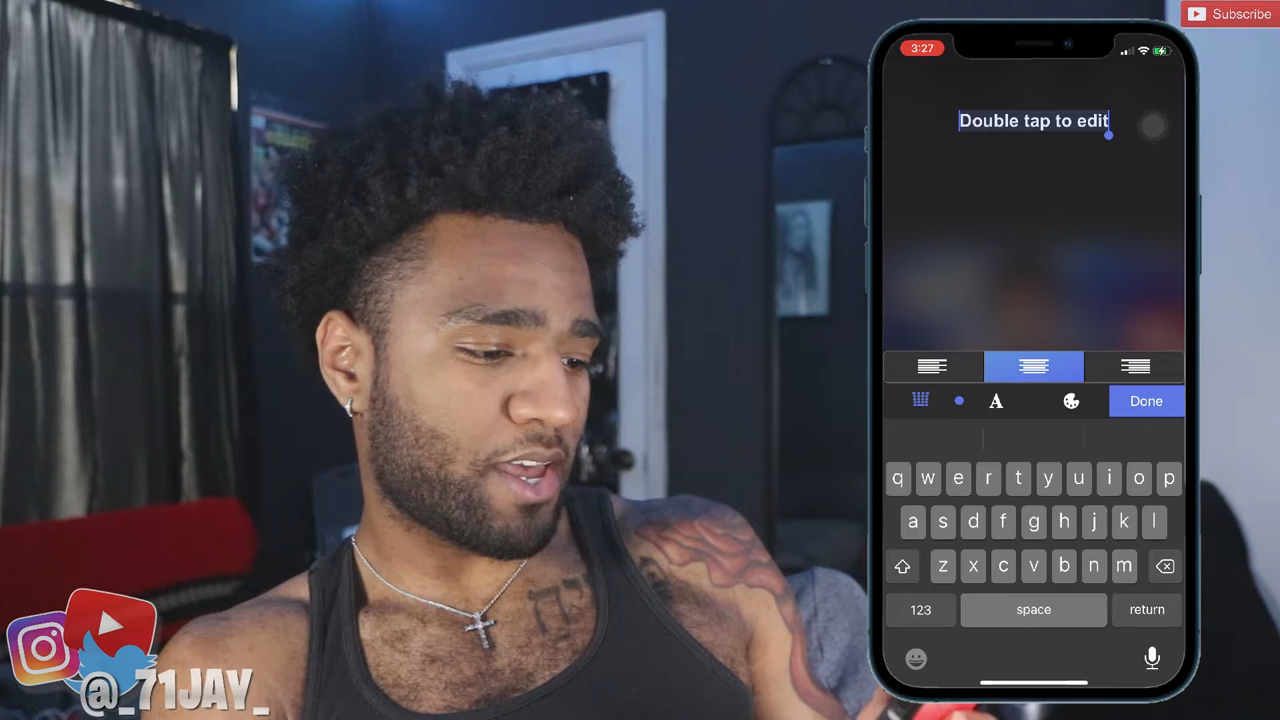 Subscribe
3:27
Double tap to edit
A
Done
q w e r t y u i o p
a s d f g h j k l
z x c v b n m
123 space return
@_71JAY_